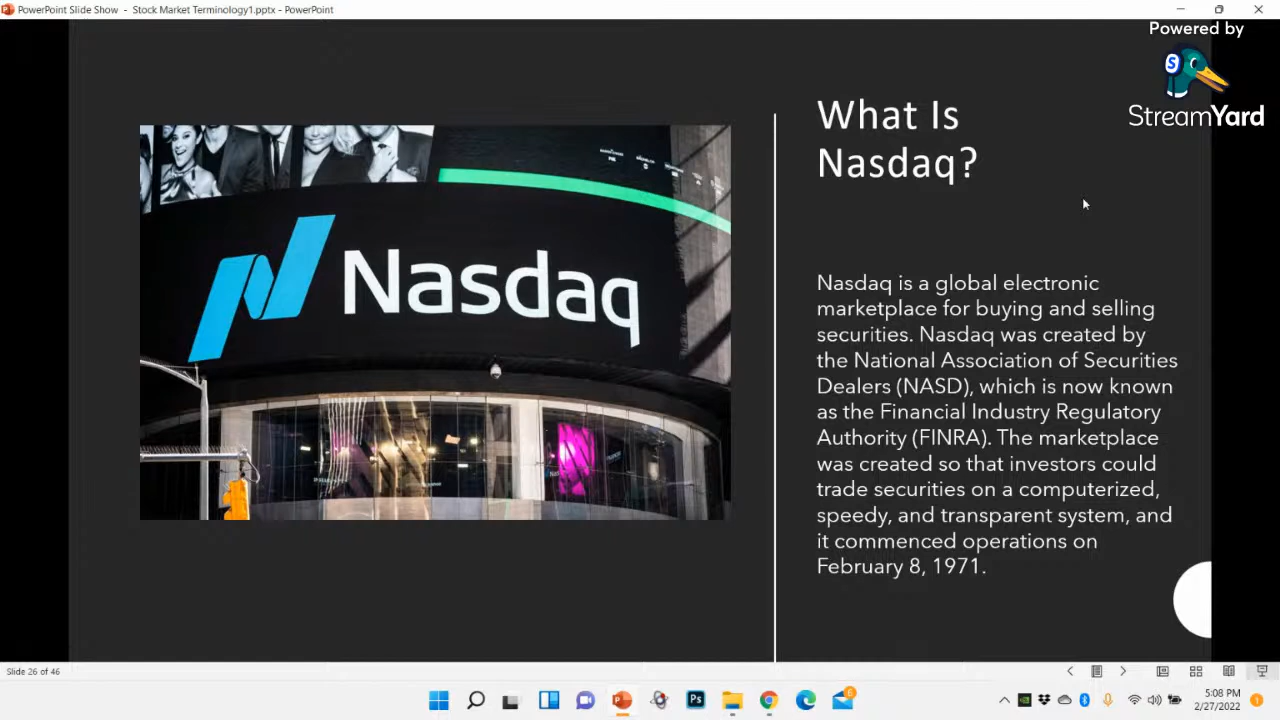 PowerPoint Slide Show - Stock Market Terminology1.pptx - PowerPoint
Powered by
S
StreamYard
What Is
Nasdaq?
Nasdaq
Nasdaq is a global electronic
marketplace for buying and selling
securities. Nasdaq was created by
the National Association of Securities
Dealers (NASD), which is now known
as the Financial Industry Regulatory
Authority (FINRA). The marketplace
was created so that investors could
trade securities on a computerized,
speedy, and transparent system, and
it commenced operations on
February 8, 1971.
Slide 26 of 46
Ps
6
5:08 PM
2/27/2022
1